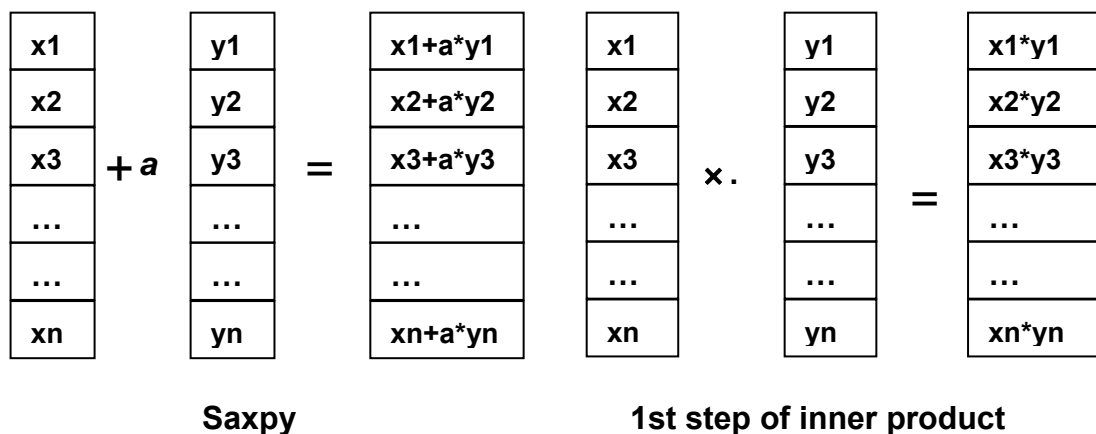 x1 y1 x1+a*y1 x1 y1 x1*y1
x2 y2 x2+a*y2 x2 y2 x2*y2
x3 + a y3 = x3+a*y3 x3 ×. y3 = x3*y3
... ... ... ... ... ...
... ... ... ... ... ...
xn yn xn+a*yn xn yn xn*yn
Saxpy 1st step of inner product